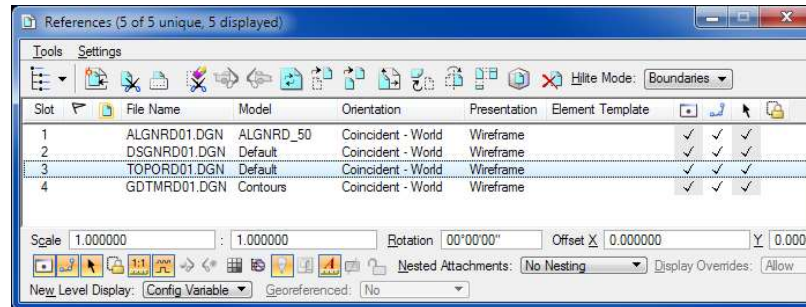 References (5 of 5 unique, 5 displayed)
Tools Settings
Hilite Mode: Boundaries
Slot File Name Model Orientation Presentation Element Template
1 ALGNRD01.DGN ALGNRD_50 Coincident - World Wireframe
2 DSGNRD01.DGN Default Coincident - World Wireframe
3 TOPORD01.DGN Default Coincident - World Wireframe
4 GDTMRD01.DGN Contours Coincident - World Wireframe
Scale 1.000000 : 1.000000 Rotation 00°00'00" Offset X 0.000000 Y 0.000
1:1 A Nested Attachments: No Nesting Display Overrides: Allow
New Level Display: Config Variable Georeferenced: No